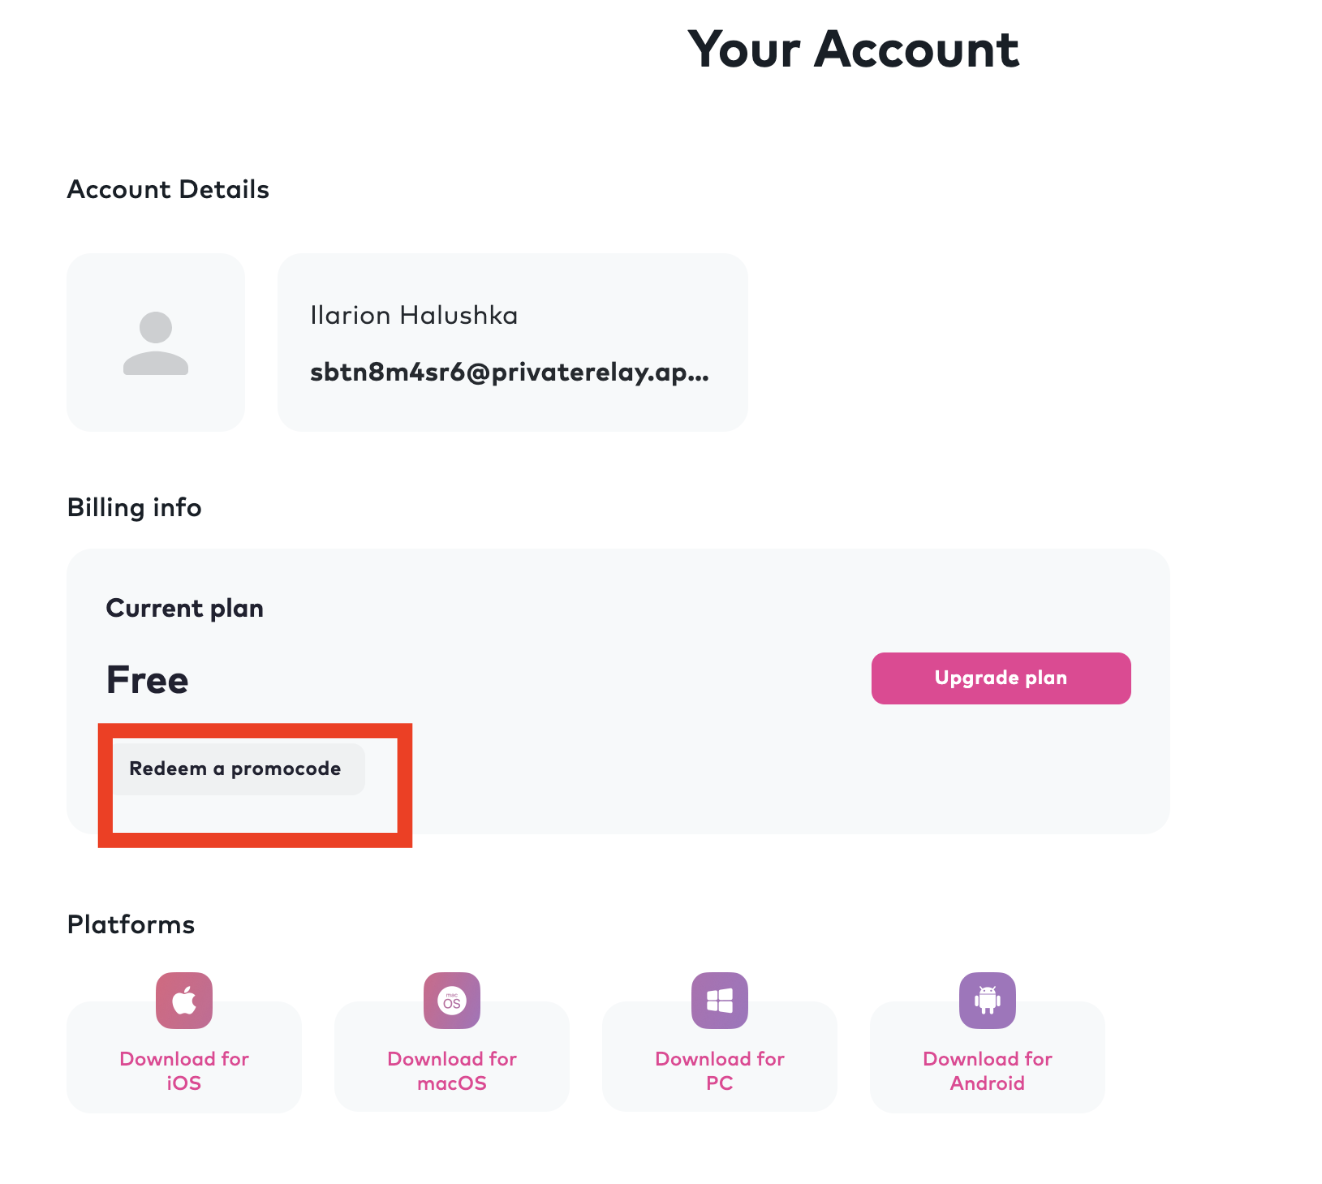 Your Account
Account Details
Ilarion Halushka
sbtn8m4sr6@privaterelay.ap...
Billing info
Current plan
Free
Upgrade plan
Redeem a promocode
Platforms
mac
OS
Download for
iOS
Download for
macOS
Download for
PC
Download for
Android